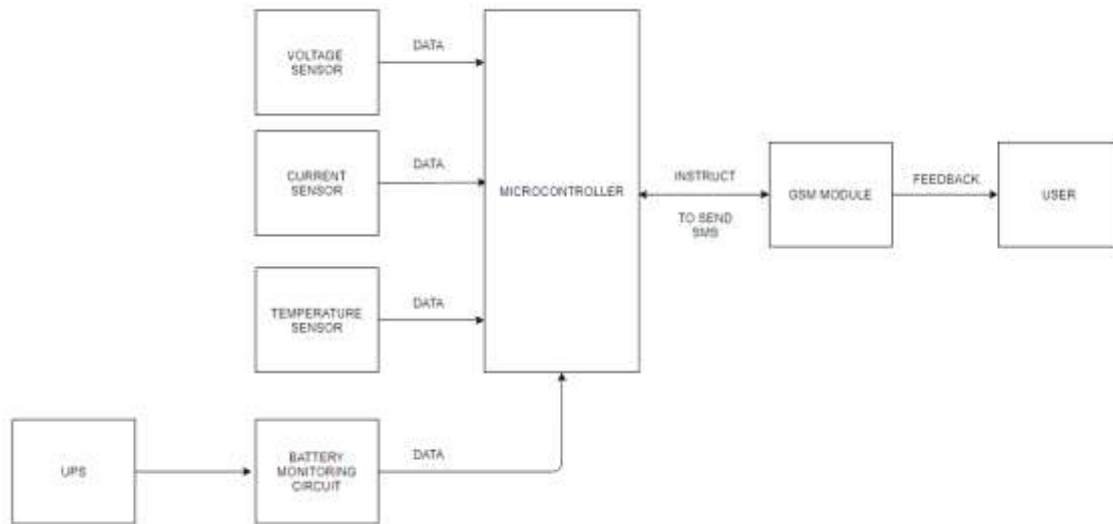 VOLTAGE
SENSOR
DATA
CURRENT
SENSOR
DATA
TEMPERATURE
SENSOR
DATA
UPS
BATTERY
MONITORING
CIRCUIT
DATA
MICROCONTROLLER
INSTRUCT
TO SEND
SMS
GSM MODULE
FEEDBACK
USER